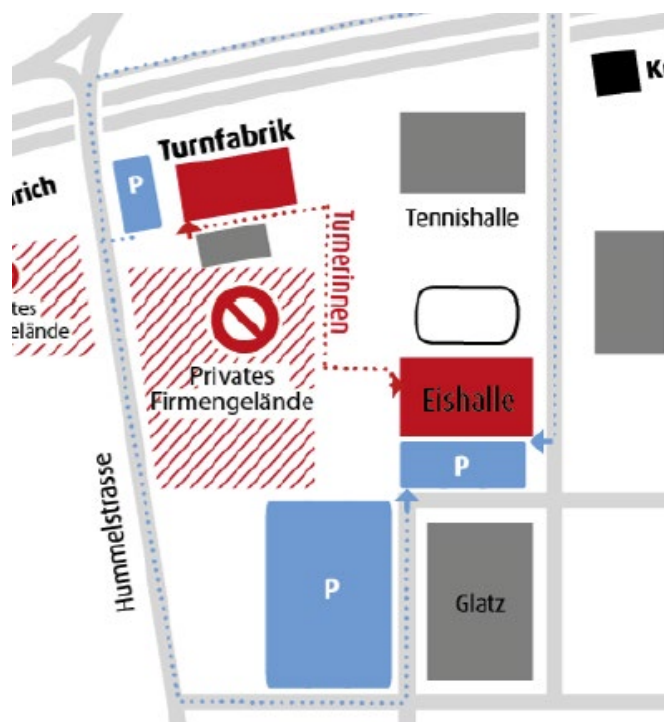 Turnfabrik
P
Turnerinnen
Tennishalle
Privates
Firmengelände
Eishalle
P
Hummelstrasse
P
Glatz